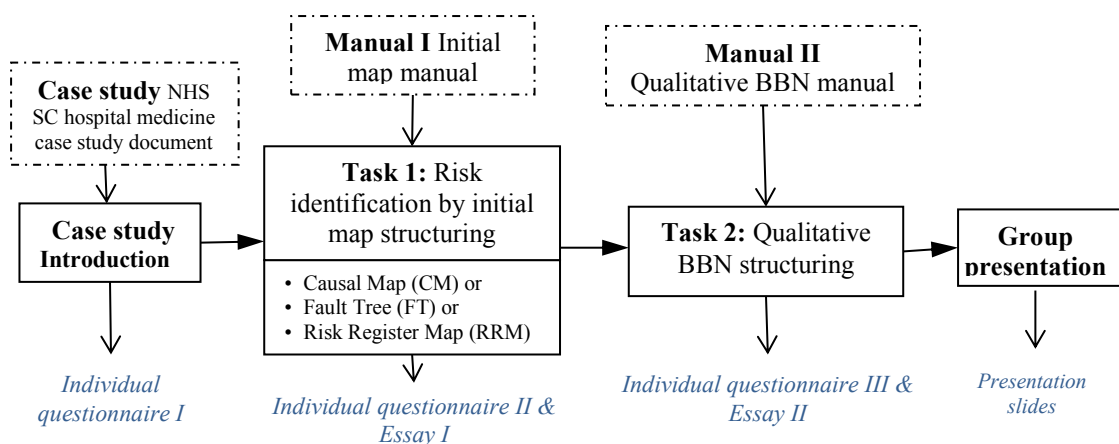 Case study NHS
SC hospital medicine
case study document
Manual I Initial
map manual
Manual II
Qualitative BBN manual
Case study
Introduction
Task 1: Risk
identification by initial
map structuring
• Causal Map (CM) or
• Fault Tree (FT) or
• Risk Register Map (RRM)
Task 2: Qualitative
BBN structuring
Group
presentation
Individual
questionnaire I
Individual questionnaire II &
Essay I
Individual questionnaire III &
Essay II
Presentation
slides